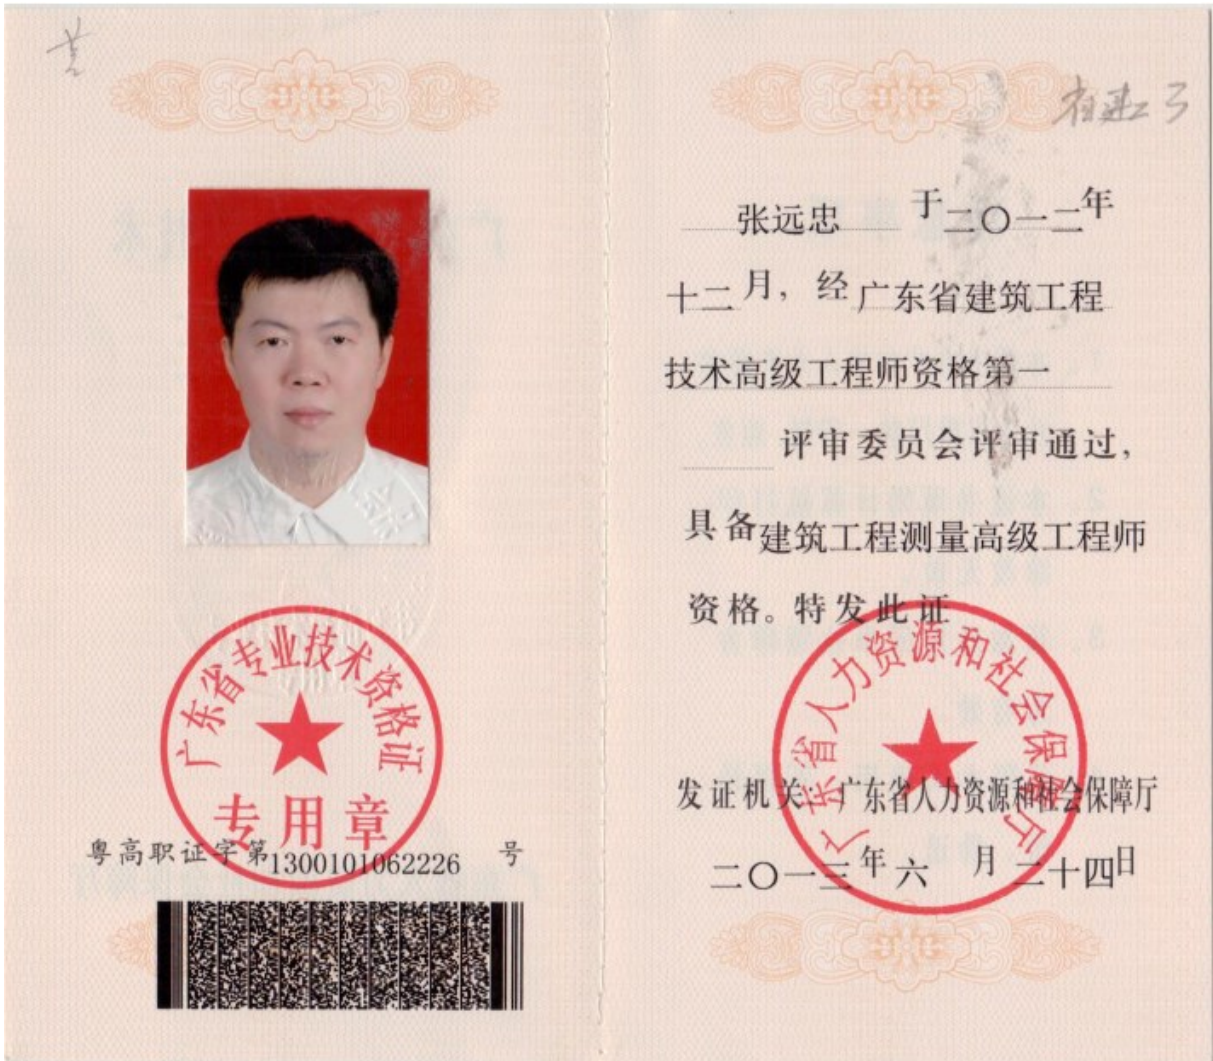 广东省专业技术资格证
专用章
粤高职证字第1300101062226 号
张远忠 于二〇一二年
十二月，经广东省建筑工程
技术高级工程师资格第一
评审委员会评审通过，
具备建筑工程测量高级工程师
资格。特发此证
广东省人力资源和社会保障厅
发证机关：广东省人力资源和社会保障厅
二〇一三年六月二十四日